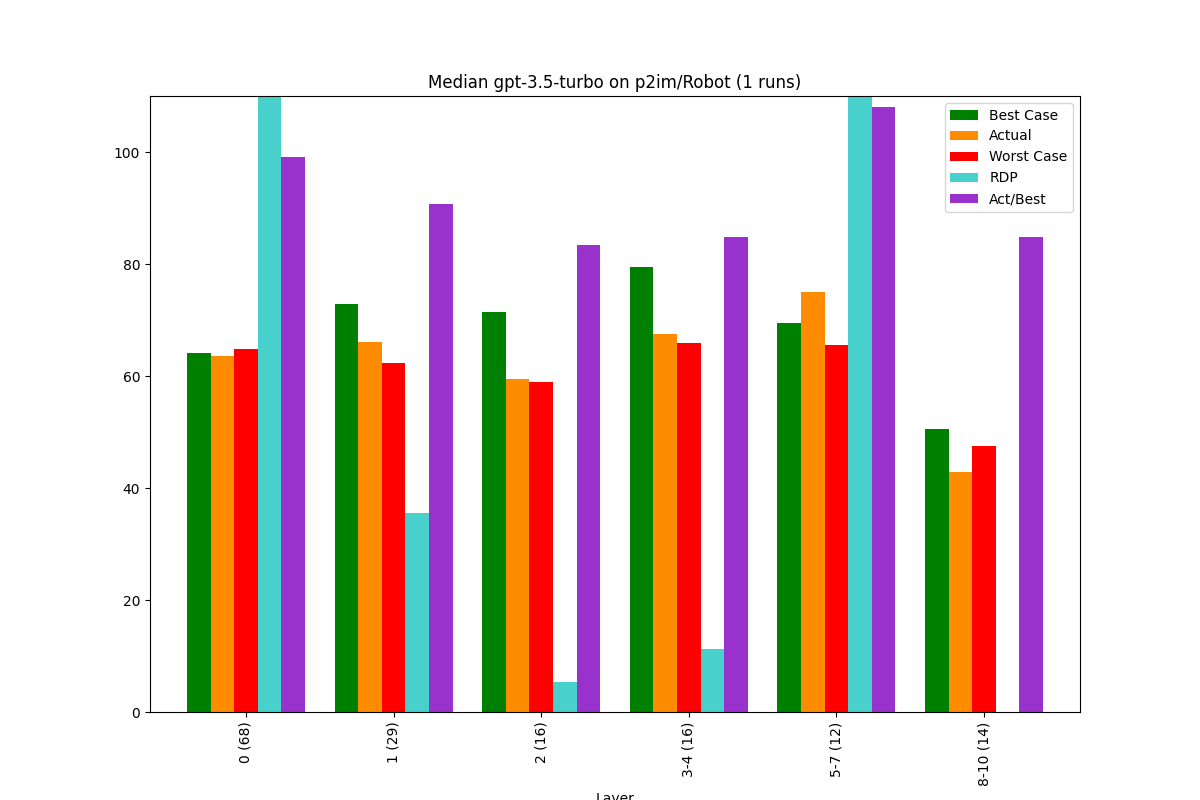 Median gpt-3.5-turbo on p2im/Robot (1 runs)
Best Case
Actual
Worst Case
RDP
Act/Best
100
80
60
40
20
0
0 (68)
1 (29)
2 (16)
3-4 (16)
5-7 (12)
8-10 (14)
Layer